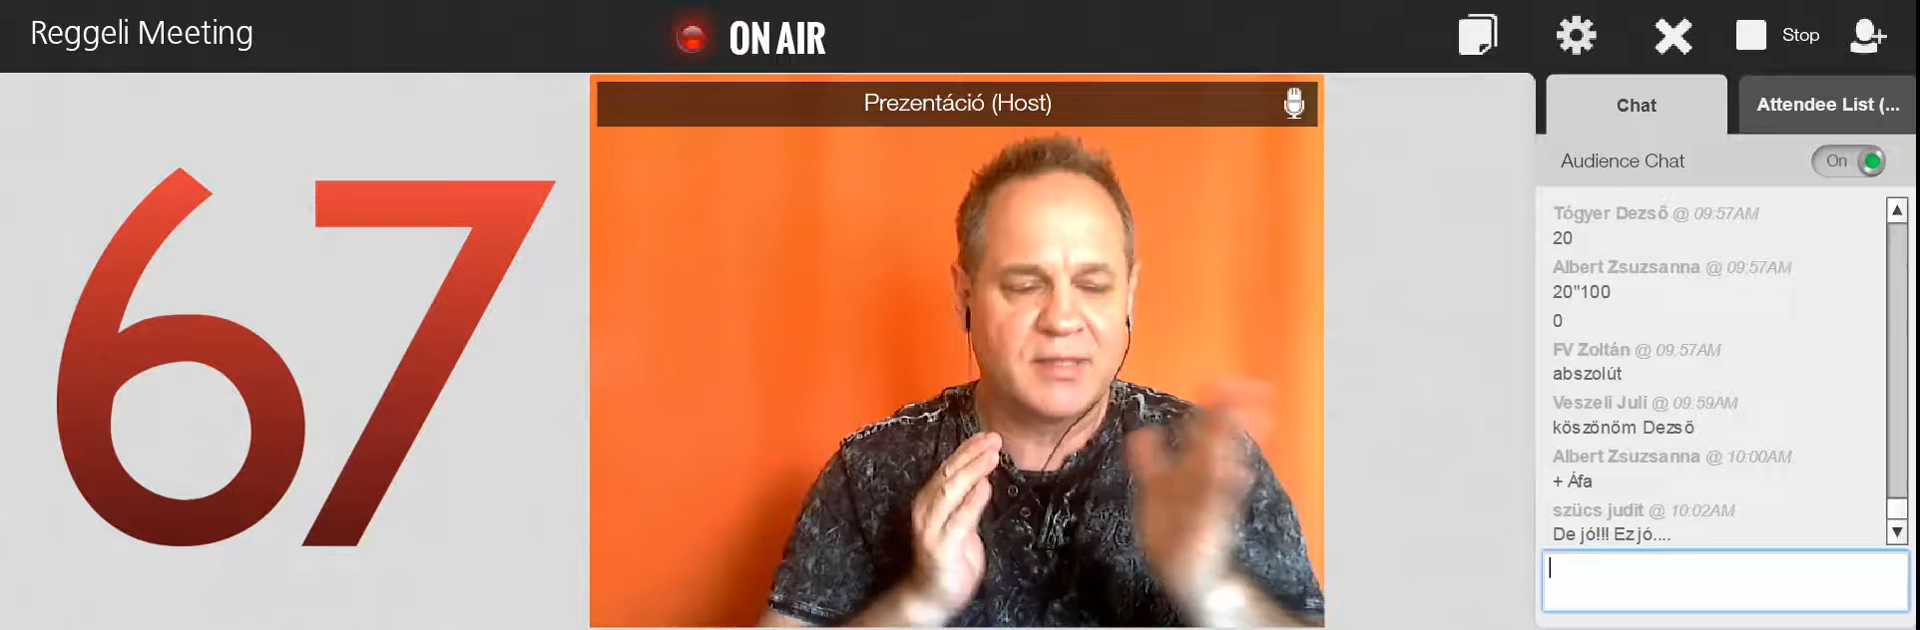 Reggeli Meeting
ON AIR
Stop
67
Prezentáció (Host)
Chat
Attendee List (...
Audience Chat
On
Tógyer Dezső @ 09:57AM
20
Albert Zsuzsanna @ 09:57AM
20"100
0
FV Zoltán @ 09:57AM
abszolút
Veszeli Juli @ 09:59AM
köszönöm Dezső
Albert Zsuzsanna @ 10:00AM
+ Áfa
szücs judit @ 10:02AM
De jó!!! Ez jó....